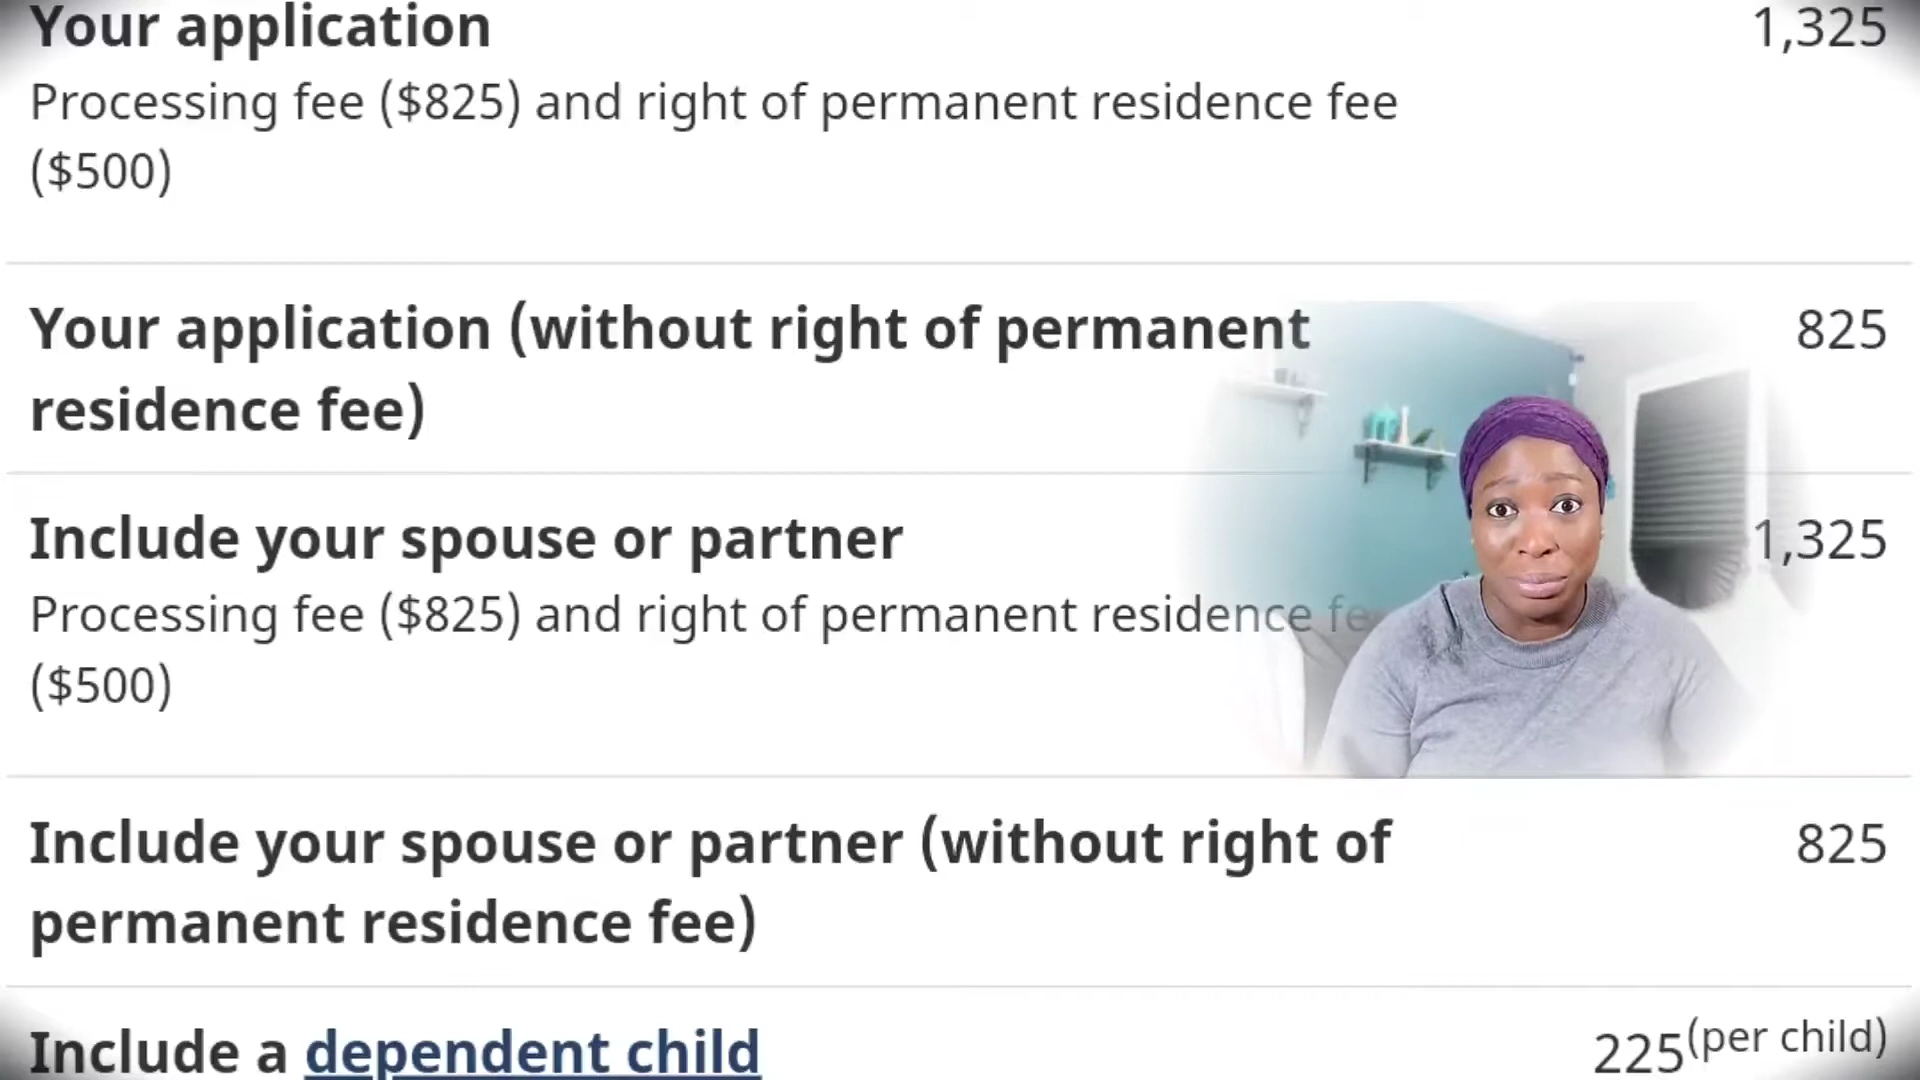 Your application 1,325
Processing fee ($825) and right of permanent residence fee
($500)
Your application (without right of permanent 825
residence fee)
Include your spouse or partner 1,325
Processing fee ($825) and right of permanent residence fe
($500)
Include your spouse or partner (without right of 825
permanent residence fee)
Include a dependent child 225 (per child)